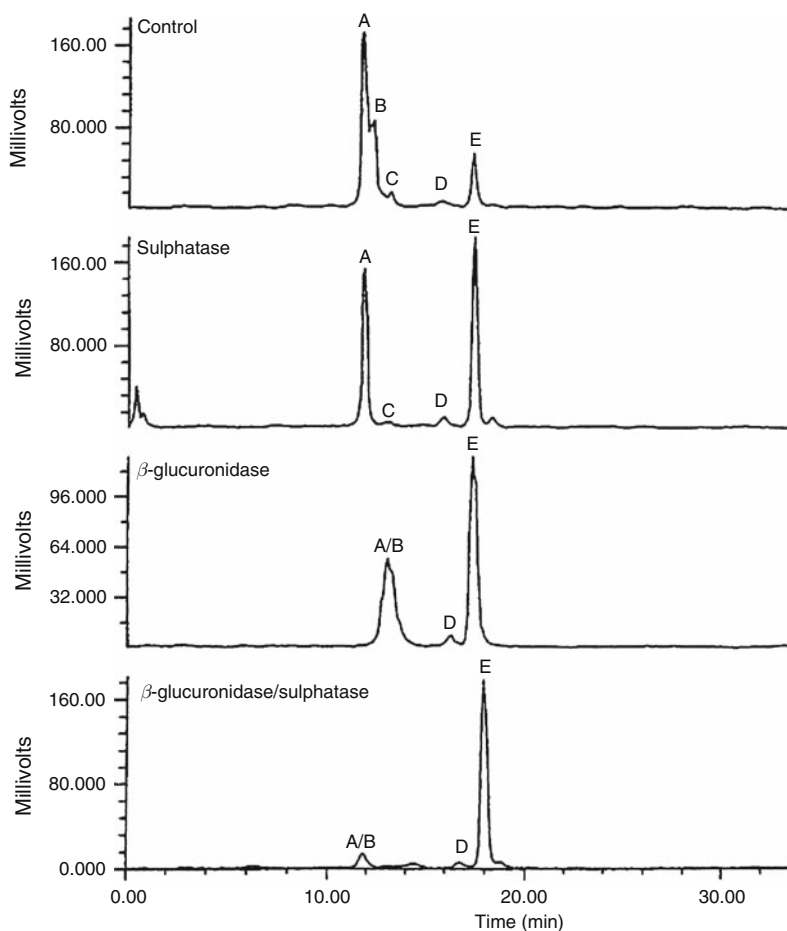 Control
Millivolts
160.00
80.000
A
B
C
D
E
Sulphatase
Millivolts
160.00
80.000
A
C
D
E
β-glucuronidase
Millivolts
96.000
64.000
32.000
A/B
D
E
β-glucuronidase/sulphatase
Millivolts
160.00
80.000
0.000
A/B
D
E
0.00 10.00 20.00 30.00
Time (min)